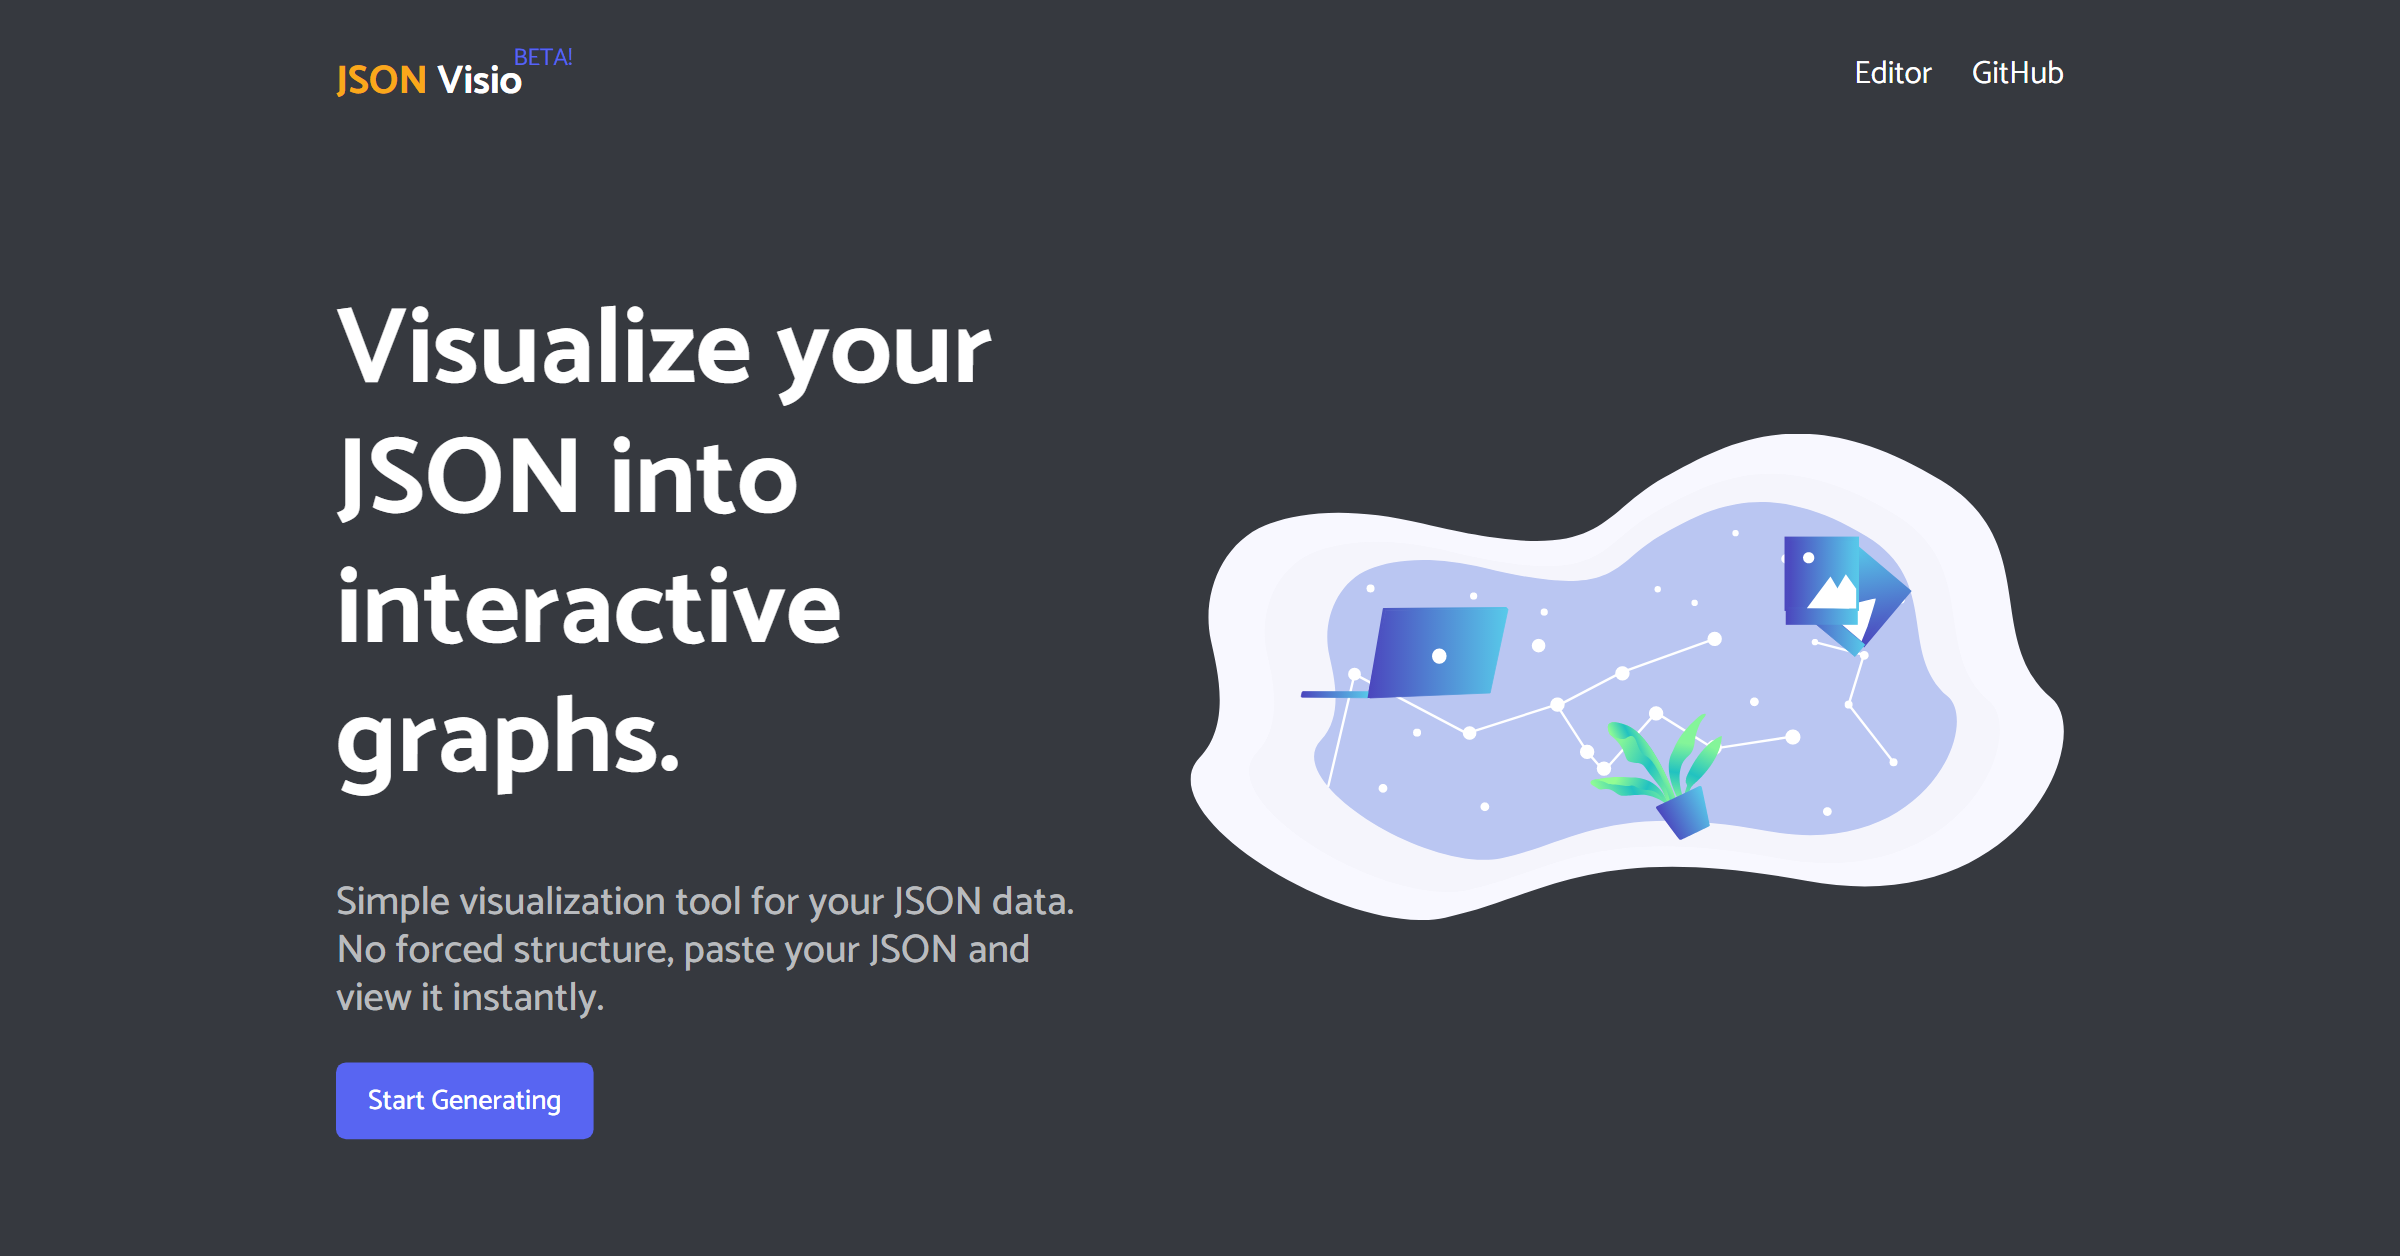 JSON Visio BETA!
Editor GitHub
Visualize your
JSON into
interactive
graphs.
Simple visualization tool for your JSON data.
No forced structure, paste your JSON and
view it instantly.
Start Generating